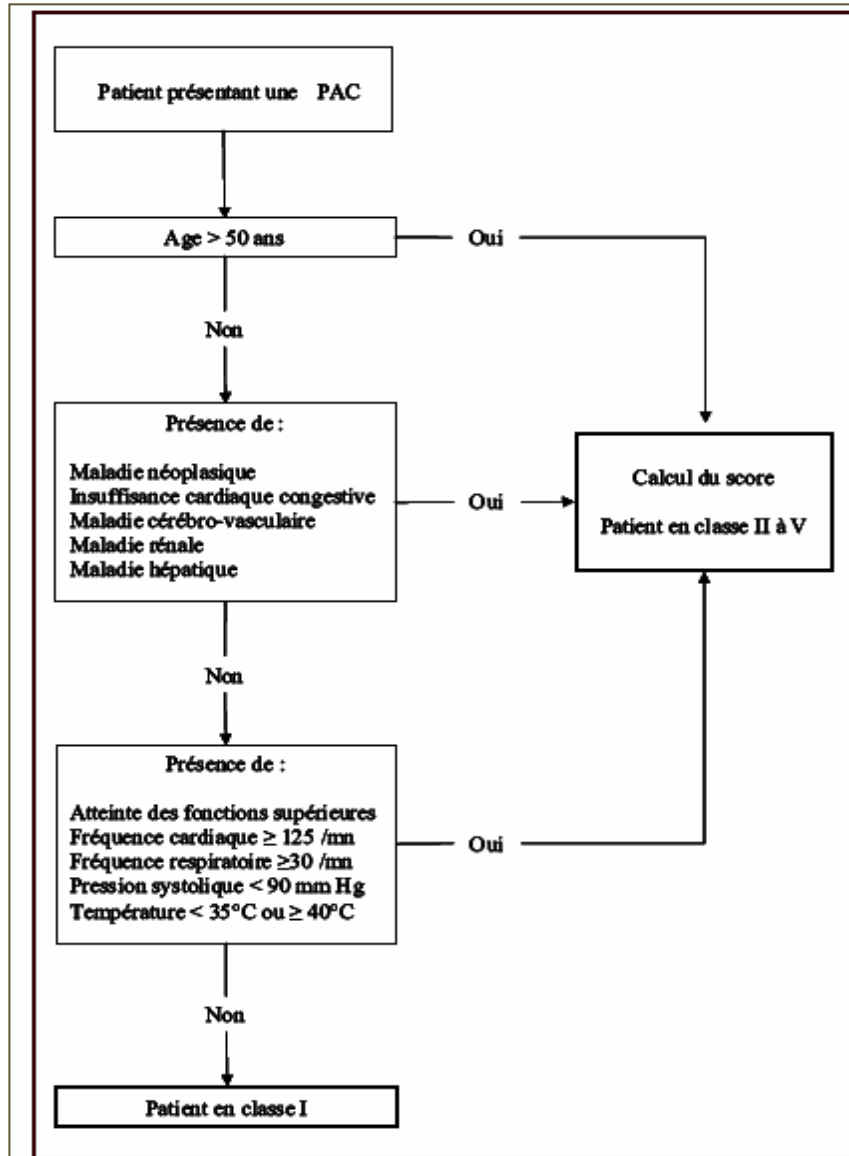 Patient présentant une PAC
Age > 50 ans
Oui
Non
Présence de :
Maladie néoplasique
Insuffisance cardiaque congestive
Maladie cérébro-vasculaire
Maladie rénale
Maladie hépatique
Oui
Calcul du score
Patient en classe II à V
Non
Présence de :
Atteinte des fonctions supérieures
Fréquence cardiaque ≥ 125 /mn
Fréquence respiratoire ≥30 /mn
Pression systolique < 90 mm Hg
Température < 35°C ou ≥ 40°C
Oui
Non
Patient en classe I